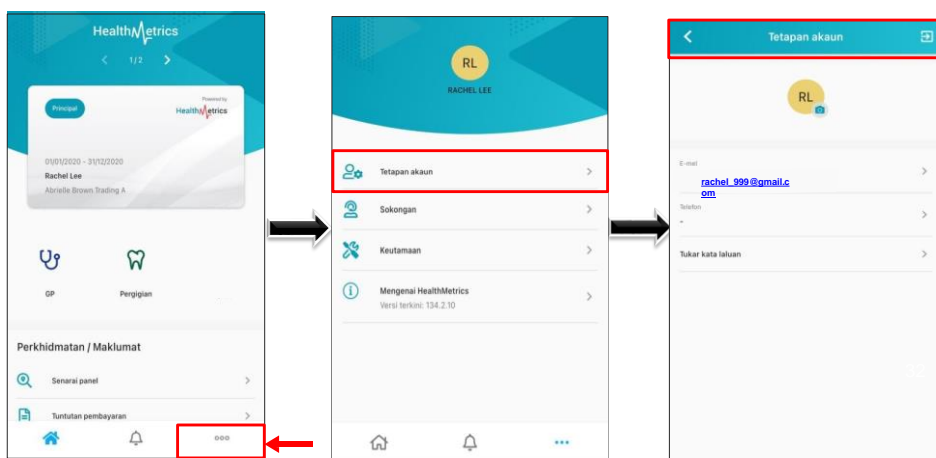 HealthMetrics
1/2
Principal
Powered by
HealthMetrics
01/01/2020 - 31/12/2020
Rachel Lee
Abrielle Brown Trading A
GP
Pergigian
Perkhidmatan / Maklumat
Senarai panel
Tuntutan pembayaran
RL
RACHEL LEE
Tetapan akaun
Sokongan
Keutamaan
Mengenai HealthMetrics
Versi terkini: 134.2.10
Tetapan akaun
RL
E-mel
rachel_999@gmail.c
om
Telefon
-
Tukar kata laluan